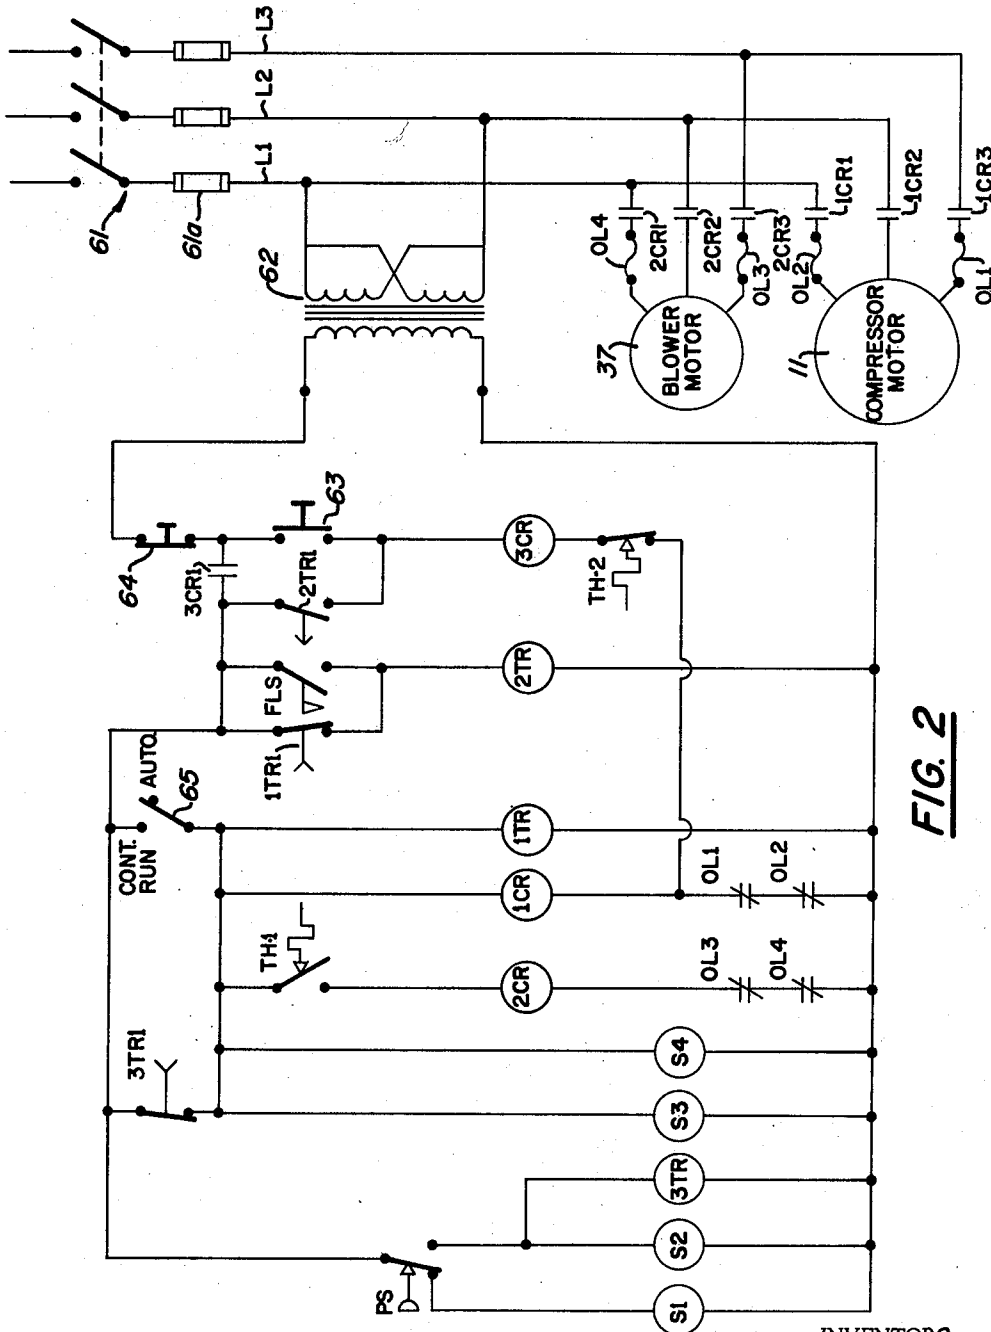 L3
L2
L1
61
61a
62
OL4
2CR1
2CR2
OL3
2CR3
OL2
1CR1
1CR2
1CR3
OL1
37
BLOWER
MOTOR
11
COMPRESSOR
MOTOR
64
3CR1
63
2TR1
3CR
TH-2
FLS
1TR1
2TR
AUTO.
65
CONT.
RUN
1TR
1CR
OL1
OL2
TH-1
2CR
OL3
OL4
3TR1
S4
S3
3TR
S2
PS
S1
FIG. 2